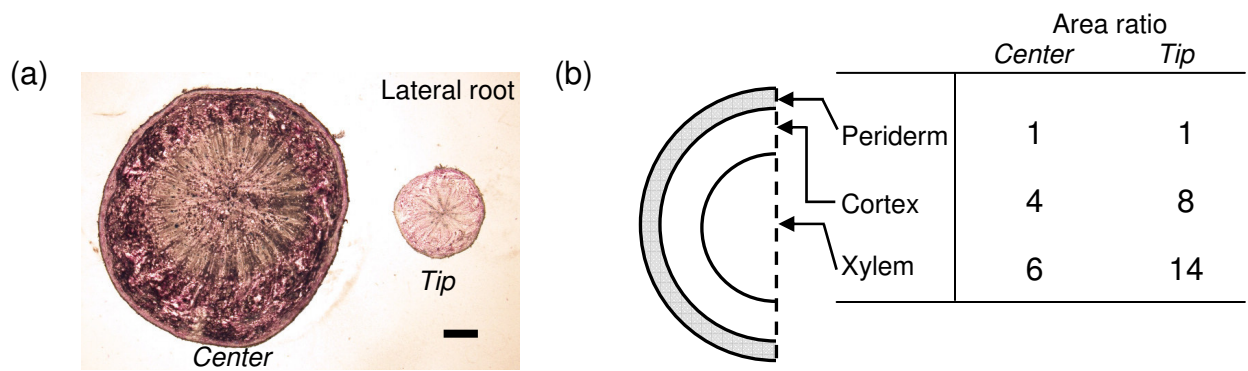 (a)
Lateral root
Tip
Center
(b)
Area ratio
Center Tip
Periderm 1 1
Cortex 4 8
Xylem 6 14